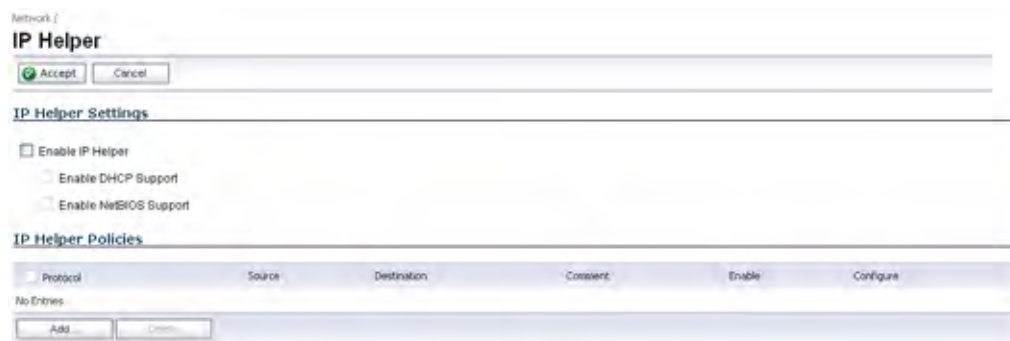 Network /
IP Helper
Accept Cancel
IP Helper Settings
Enable IP Helper
Enable DHCP Support
Enable NetBIOS Support
IP Helper Policies
Protocol Source Destination Comment Enable Configure
No Entries
Add... Delete...